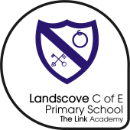 Landscove C of E
Primary School
The Link Academy